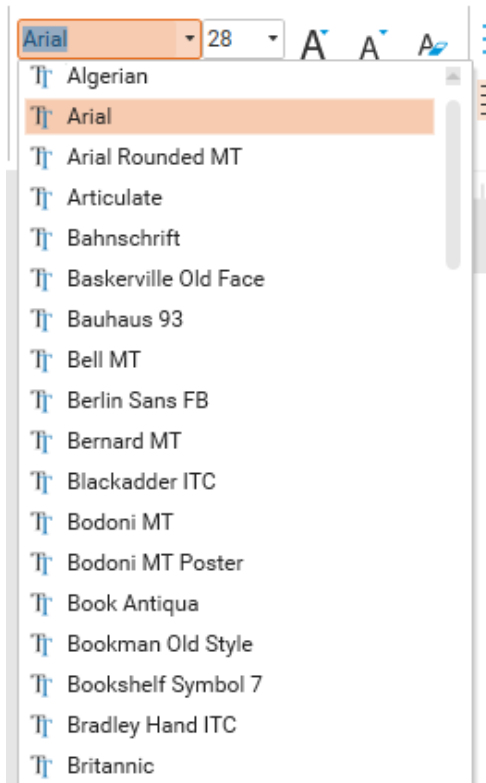 Arial 28 A A A
Algerian
Arial
Arial Rounded MT
Articulate
Bahnschrift
Baskerville Old Face
Bauhaus 93
Bell MT
Berlin Sans FB
Bernard MT
Blackadder ITC
Bodoni MT
Bodoni MT Poster
Book Antiqua
Bookman Old Style
Bookshelf Symbol 7
Bradley Hand ITC
Britannic